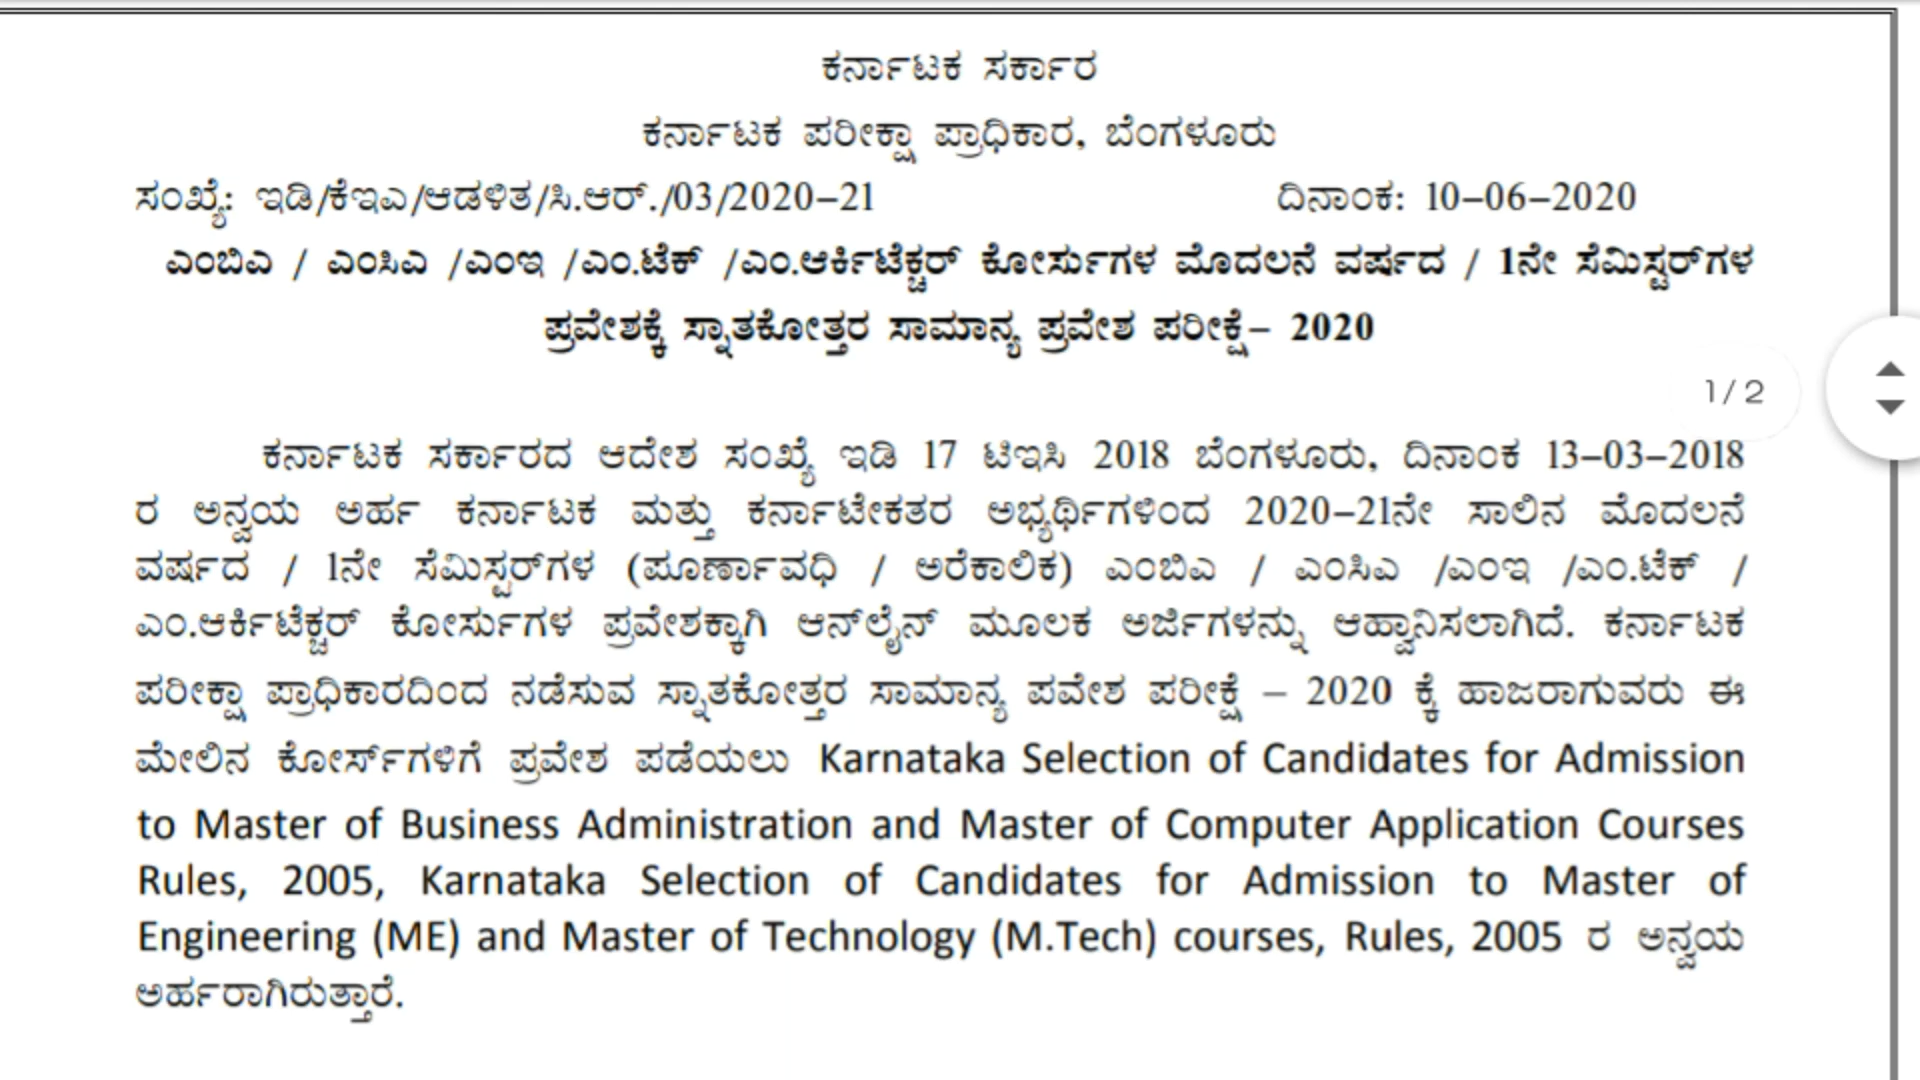 ಕರ್ನಾಟಕ ಸರ್ಕಾರ
ಕರ್ನಾಟಕ ಪರೀಕ್ಷಾ ಪ್ರಾಧಿಕಾರ, ಬೆಂಗಳೂರು
ಸಂಖ್ಯೆ: ಇಡಿ/ಕೆಇಎ/ಆಡಳಿತ/ಸಿ.ಆರ್./03/2020–21 ದಿನಾಂಕ: 10–06–2020
ಎಂಬಿಎ / ಎಂಸಿಎ /ಎಂಇ /ಎಂ.ಟೆಕ್ /ಎಂ.ಆರ್ಕಿಟೆಕ್ಚರ್ ಕೋರ್ಸುಗಳ ಮೊದಲನೆ ವರ್ಷದ / 1ನೇ ಸೆಮಿಸ್ಟರ್‌ಗಳ
ಪ್ರವೇಶಕ್ಕೆ ಸ್ನಾತಕೋತ್ತರ ಸಾಮಾನ್ಯ ಪ್ರವೇಶ ಪರೀಕ್ಷೆ– 2020
1/2
ಕರ್ನಾಟಕ ಸರ್ಕಾರದ ಆದೇಶ ಸಂಖ್ಯೆ ಇಡಿ 17 ಟಿಇಸಿ 2018 ಬೆಂಗಳೂರು, ದಿನಾಂಕ 13–03–2018
ರ ಅನ್ವಯ ಅರ್ಹ ಕರ್ನಾಟಕ ಮತ್ತು ಕರ್ನಾಟೇಕತರ ಅಭ್ಯರ್ಥಿಗಳಿಂದ 2020–21ನೇ ಸಾಲಿನ ಮೊದಲನೆ
ವರ್ಷದ / 1ನೇ ಸೆಮಿಸ್ಟರ್‌ಗಳ (ಪೂರ್ಣಾವಧಿ / ಅರೆಕಾಲಿಕ) ಎಂಬಿಎ / ಎಂಸಿಎ /ಎಂಇ /ಎಂ.ಟೆಕ್ /
ಎಂ.ಆರ್ಕಿಟೆಕ್ಚರ್ ಕೋರ್ಸುಗಳ ಪ್ರವೇಶಕ್ಕಾಗಿ ಆನ್‌ಲೈನ್ ಮೂಲಕ ಅರ್ಜಿಗಳನ್ನು ಆಹ್ವಾನಿಸಲಾಗಿದೆ. ಕರ್ನಾಟಕ
ಪರೀಕ್ಷಾ ಪ್ರಾಧಿಕಾರದಿಂದ ನಡೆಸುವ ಸ್ನಾತಕೋತ್ತರ ಸಾಮಾನ್ಯ ಪವೇಶ ಪರೀಕ್ಷೆ – 2020 ಕ್ಕೆ ಹಾಜರಾಗುವರು ಈ
ಮೇಲಿನ ಕೋರ್ಸ್‌ಗಳಿಗೆ ಪ್ರವೇಶ ಪಡೆಯಲು Karnataka Selection of Candidates for Admission
to Master of Business Administration and Master of Computer Application Courses
Rules, 2005, Karnataka Selection of Candidates for Admission to Master of
Engineering (ME) and Master of Technology (M.Tech) courses, Rules, 2005 ರ ಅನ್ವಯ
ಅರ್ಹರಾಗಿರುತ್ತಾರೆ.